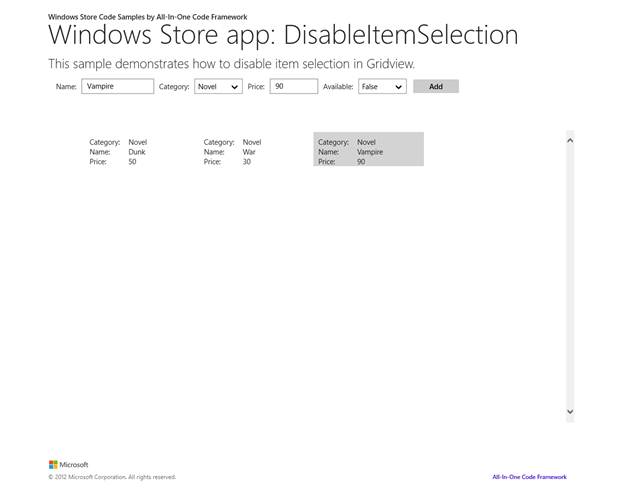 Windows Store Code Samples by All-In-One Code Framework
Windows Store app: DisableItemSelection
This sample demonstrates how to disable item selection in Gridview.
Name: Vampire Category: Novel Price: 90 Available: False Add
Category: Novel
Name: Dunk
Price: 50
Category: Novel
Name: War
Price: 30
Category: Novel
Name: Vampire
Price: 90
Microsoft
© 2012 Microsoft Corporation. All rights reserved.
All-In-One Code Framework